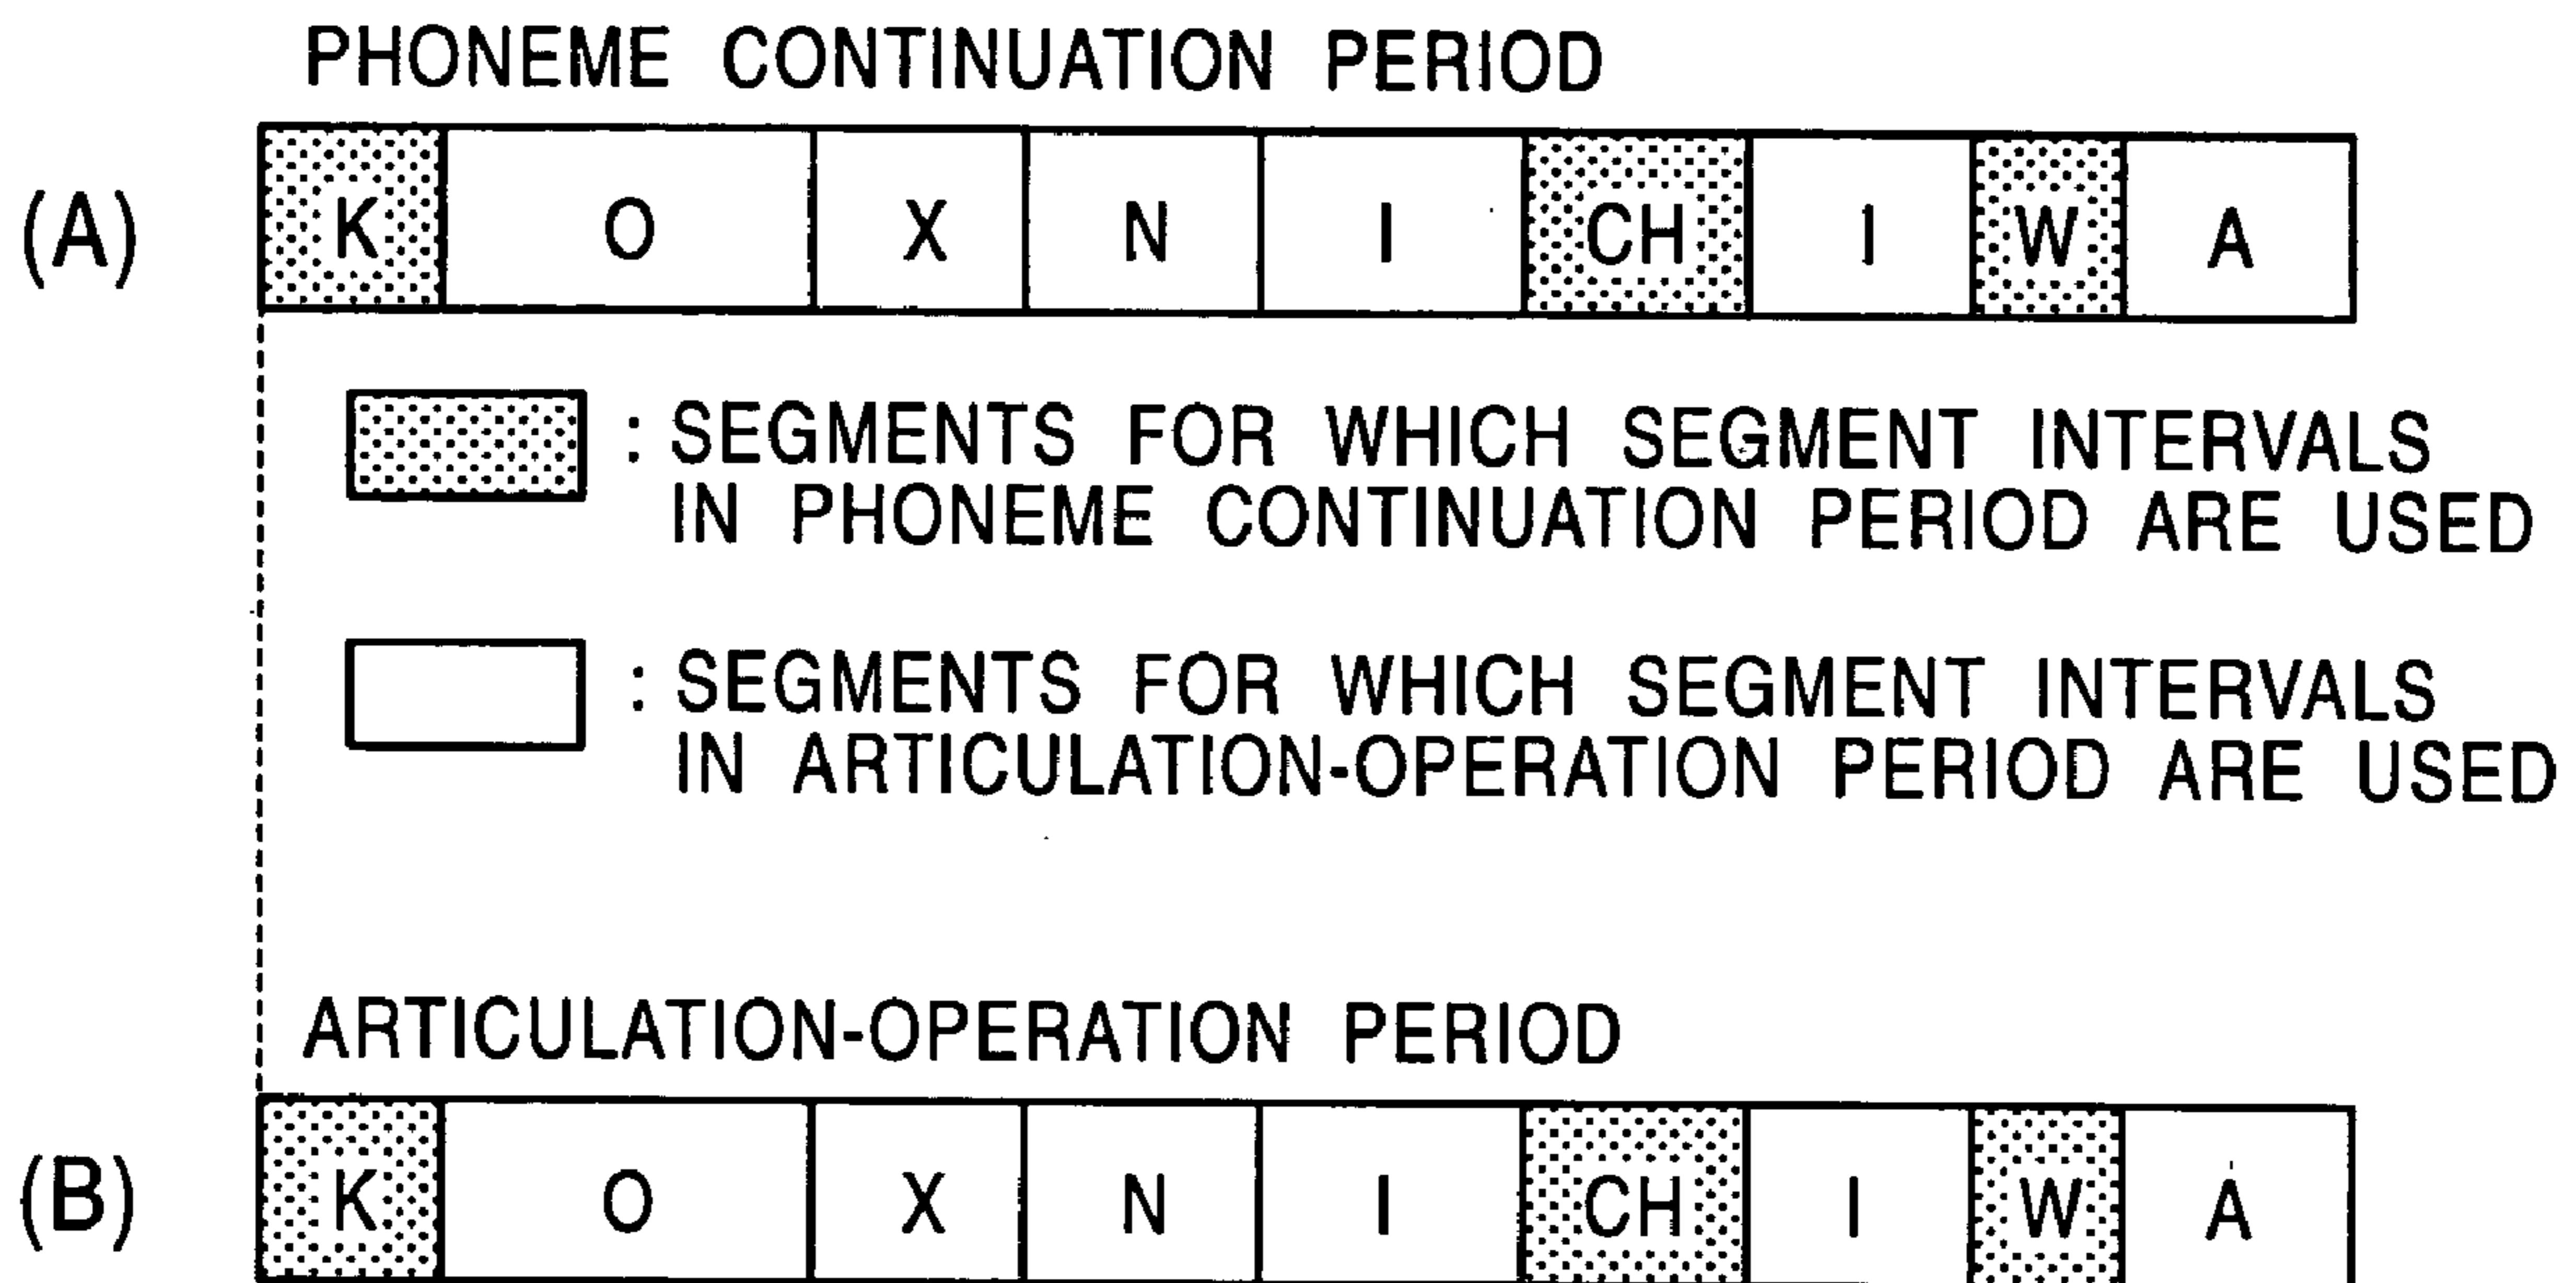 PHONEME CONTINUATION PERIOD
(A) K O X N I CH I W A
: SEGMENTS FOR WHICH SEGMENT INTERVALS
IN PHONEME CONTINUATION PERIOD ARE USED
: SEGMENTS FOR WHICH SEGMENT INTERVALS
IN ARTICULATION-OPERATION PERIOD ARE USED
ARTICULATION-OPERATION PERIOD
(B) K O X N I CH I W A